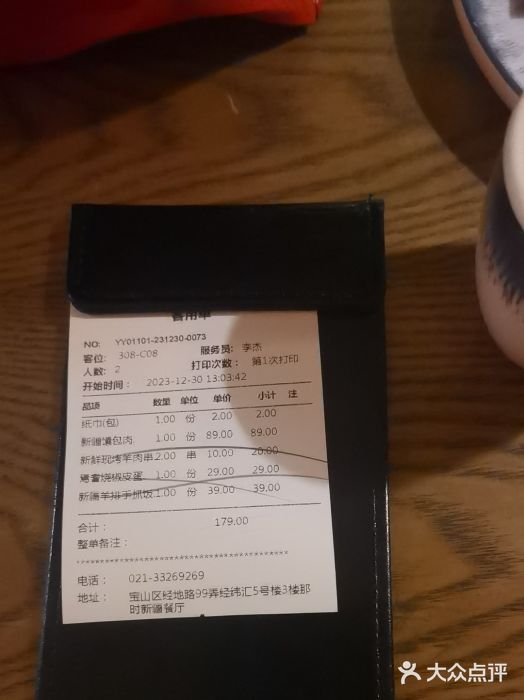 客用单
NO: YY01101-231230-0073
客位: 308-C08 服务员: 李杰
人数: 2 打印次数: 第1次打印
开始时间: 2023-12-30 13:03:42
品项 数量 单位 单价 小计 注
纸巾(包) 1.00 份 2.00 2.00
新疆馕包肉 1.00 份 89.00 89.00
新鲜现烤羊肉串 2.00 串 10.00 20.00
烧椒皮蛋 1.00 份 29.00 29.00
新疆羊排手抓饭 1.00 份 39.00 39.00
合计: 179.00
整单备注:
电话: 021-33269269
地址: 宝山区经地路99弄经纬汇5号楼3楼那
时新疆餐厅
大众点评